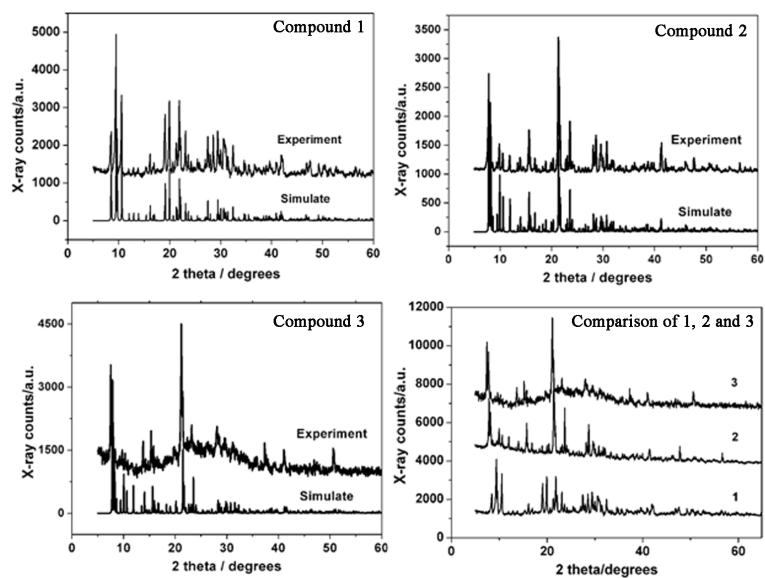 Compound 1
5000
4000
3000
2000
1000
0
Experiment
Simulate
0 10 20 30 40 50 60
2 theta / degrees
X-ray counts/a.u.
Compound 2
3500
3000
2500
2000
1500
1000
500
0
Experiment
Simulate
0 10 20 30 40 50 60
2 theta / degrees
X-ray counts/a.u.
Compound 3
4500
3000
1500
0
Experiment
Simulate
0 10 20 30 40 50 60
2 theta / degrees
X-ray counts/a.u.
Comparison of 1, 2 and 3
12000
10000
8000
6000
4000
2000
0
3
2
1
0 20 40 60
2 theta/degrees
X-ray counts/a.u.